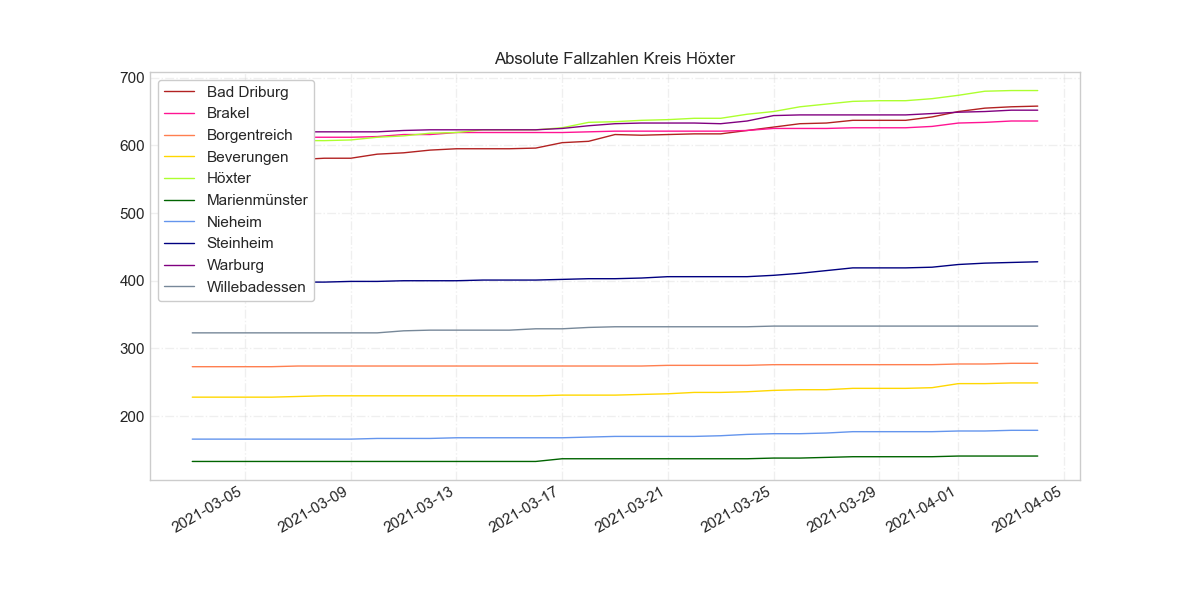 Absolute Fallzahlen Kreis Höxter
700
600
500
400
300
200
Bad Driburg
Brakel
Borgentreich
Beverungen
Höxter
Marienmünster
Nieheim
Steinheim
Warburg
Willebadessen
2021-03-05
2021-03-09
2021-03-13
2021-03-17
2021-03-21
2021-03-25
2021-03-29
2021-04-01
2021-04-05